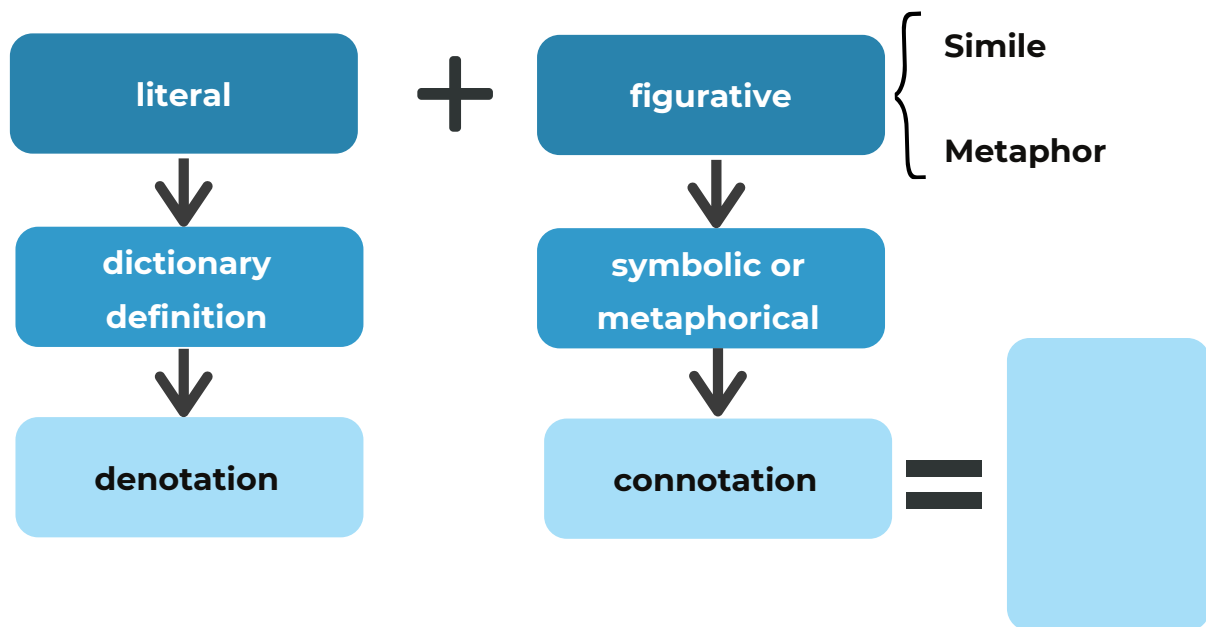 literal
+
figurative
Simile
Metaphor
dictionary
definition
symbolic or
metaphorical
denotation
connotation
=